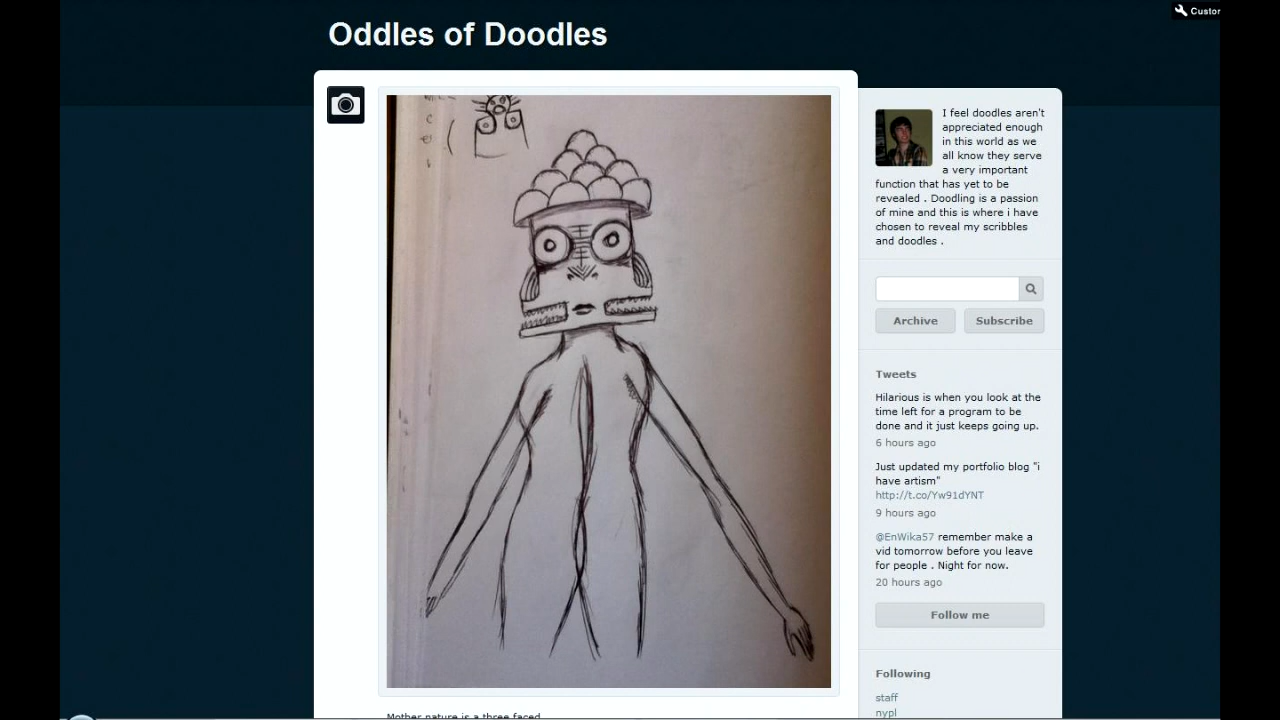 Custor
Oddles of Doodles
I feel doodles aren't
appreciated enough
in this world as we
all know they serve
a very important
function that has yet to be
revealed . Doodling is a passion
of mine and this is where i have
chosen to reveal my scribbles
and doodles .
Archive
Subscribe
Tweets
Hilarious is when you look at the
time left for a program to be
done and it just keeps going up.
6 hours ago
Just updated my portfolio blog "i
have artism"
http://t.co/Yw91dYNT
9 hours ago
@EnWika57 remember make a
vid tomorrow before you leave
for people . Night for now.
20 hours ago
Follow me
Following
staff
nypl
Mother nature is a three faced